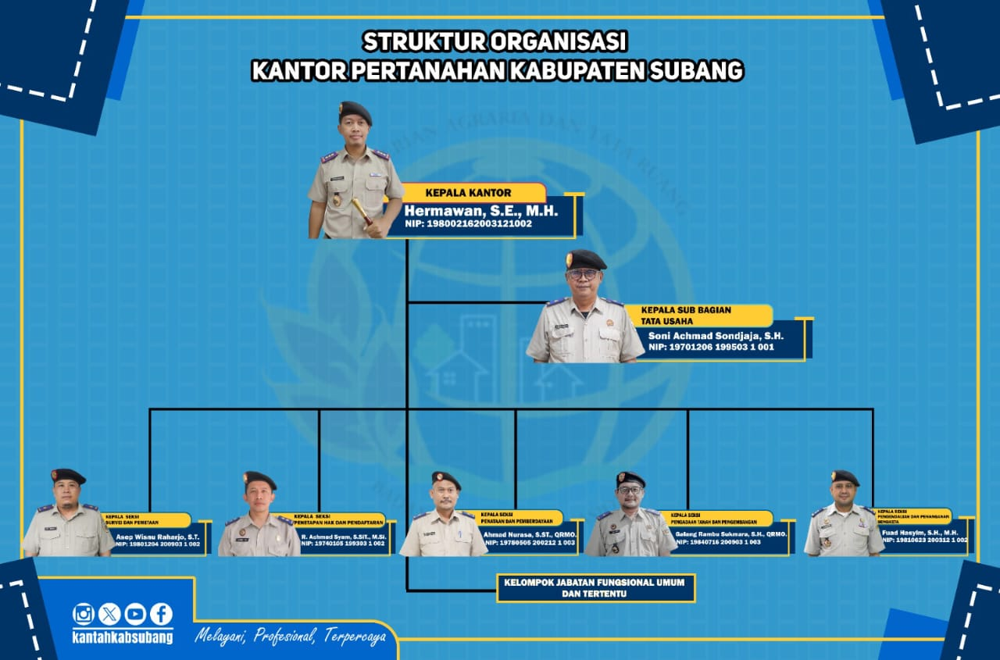 STRUKTUR ORGANISASI
KANTOR PERTANAHAN KABUPATEN SUBANG
KEPALA KANTOR
Hermawan, S.E., M.H.
NIP: 198002162003121002
KEPALA SUB BAGIAN
TATA USAHA
Soni Achmad Sondjaja, S.H.
NIP: 19701206 199503 1 001
KEPALA SEKSI
SURVEI DAN PEMETAAN
Asep Wisnu Raharjo, S.T.
NIP: 19801204 200903 1 002
KEPALA SEKSI
PENETAPAN HAK DAN PENDAFTARAN
R. Achmad Syam, S.SiT., M.Si.
NIP: 19740105 199303 1 002
KEPALA SEKSI
PENATAAN DAN PEMBERDAYAAN
Ahmad Nurasa, S.ST., QRMO.
NIP: 19780505 200212 1 003
KEPALA SEKSI
PENGADAAN TANAH DAN PENGEMBANGAN
Gelang Rambu Sukmara, S.H., QRMO.
NIP: 19840716 200903 1 003
KEPALA SEKSI
PENGENDALIAN DAN PENANGANAN
SENGKETA
Fuad Hasyim, S.H., M.H.
NIP: 19810623 200312 1 002
KELOMPOK JABATAN FUNGSIONAL UMUM
DAN TERTENTU
kantahkabsubang
Melayani, Profesional, Terpercaya
AGRARIA DAN TATA RUANG